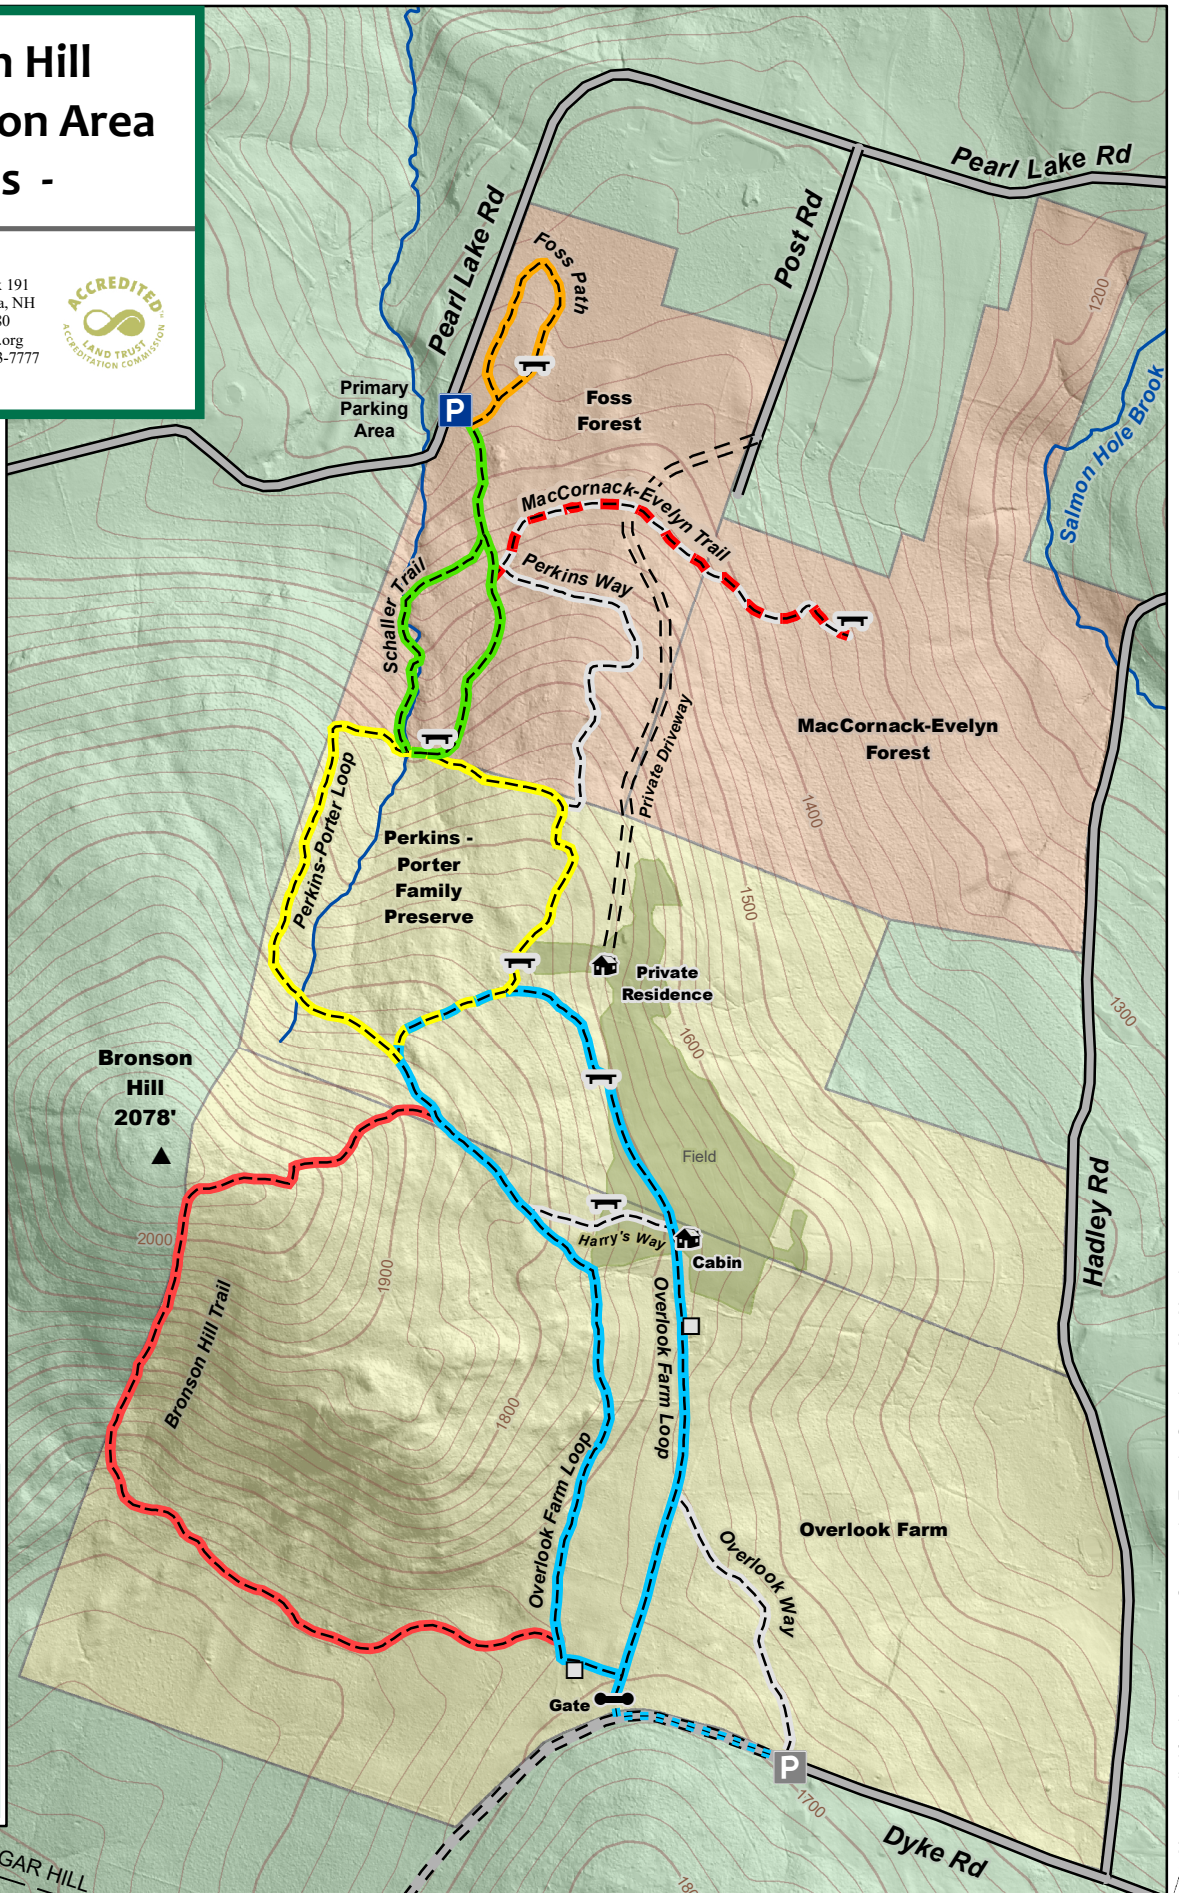 n Hill
on Area
s -
191
a, NH
80
.org
3-7777
ACCREDITED
LAND TRUST
ACCREDITATION COMMISSION
Pearl Lake Rd
Pearl Lake Rd
Post Rd
Foss Path
1200
Primary
Parking
Area
P
Foss
Forest
Salmon Hole Brook
MacCornack-Evelyn Trail
Perkins Way
Schaller Trail
Private Driveway
MacCornack-Evelyn
Forest
1400
Perkins-Porter Loop
Perkins -
Porter
Family
Preserve
1500
Private
Residence
1300
1600
Bronson
Hill
2078'
Field
Hadley Rd
Harry's Way
Cabin
2000
1900
Bronson Hill Trail
Overlook Farm Loop
1800
Overlook Farm Loop
Overlook Farm
Overlook Way
Gate
P
1700
Dyke Rd
GAR HILL
180